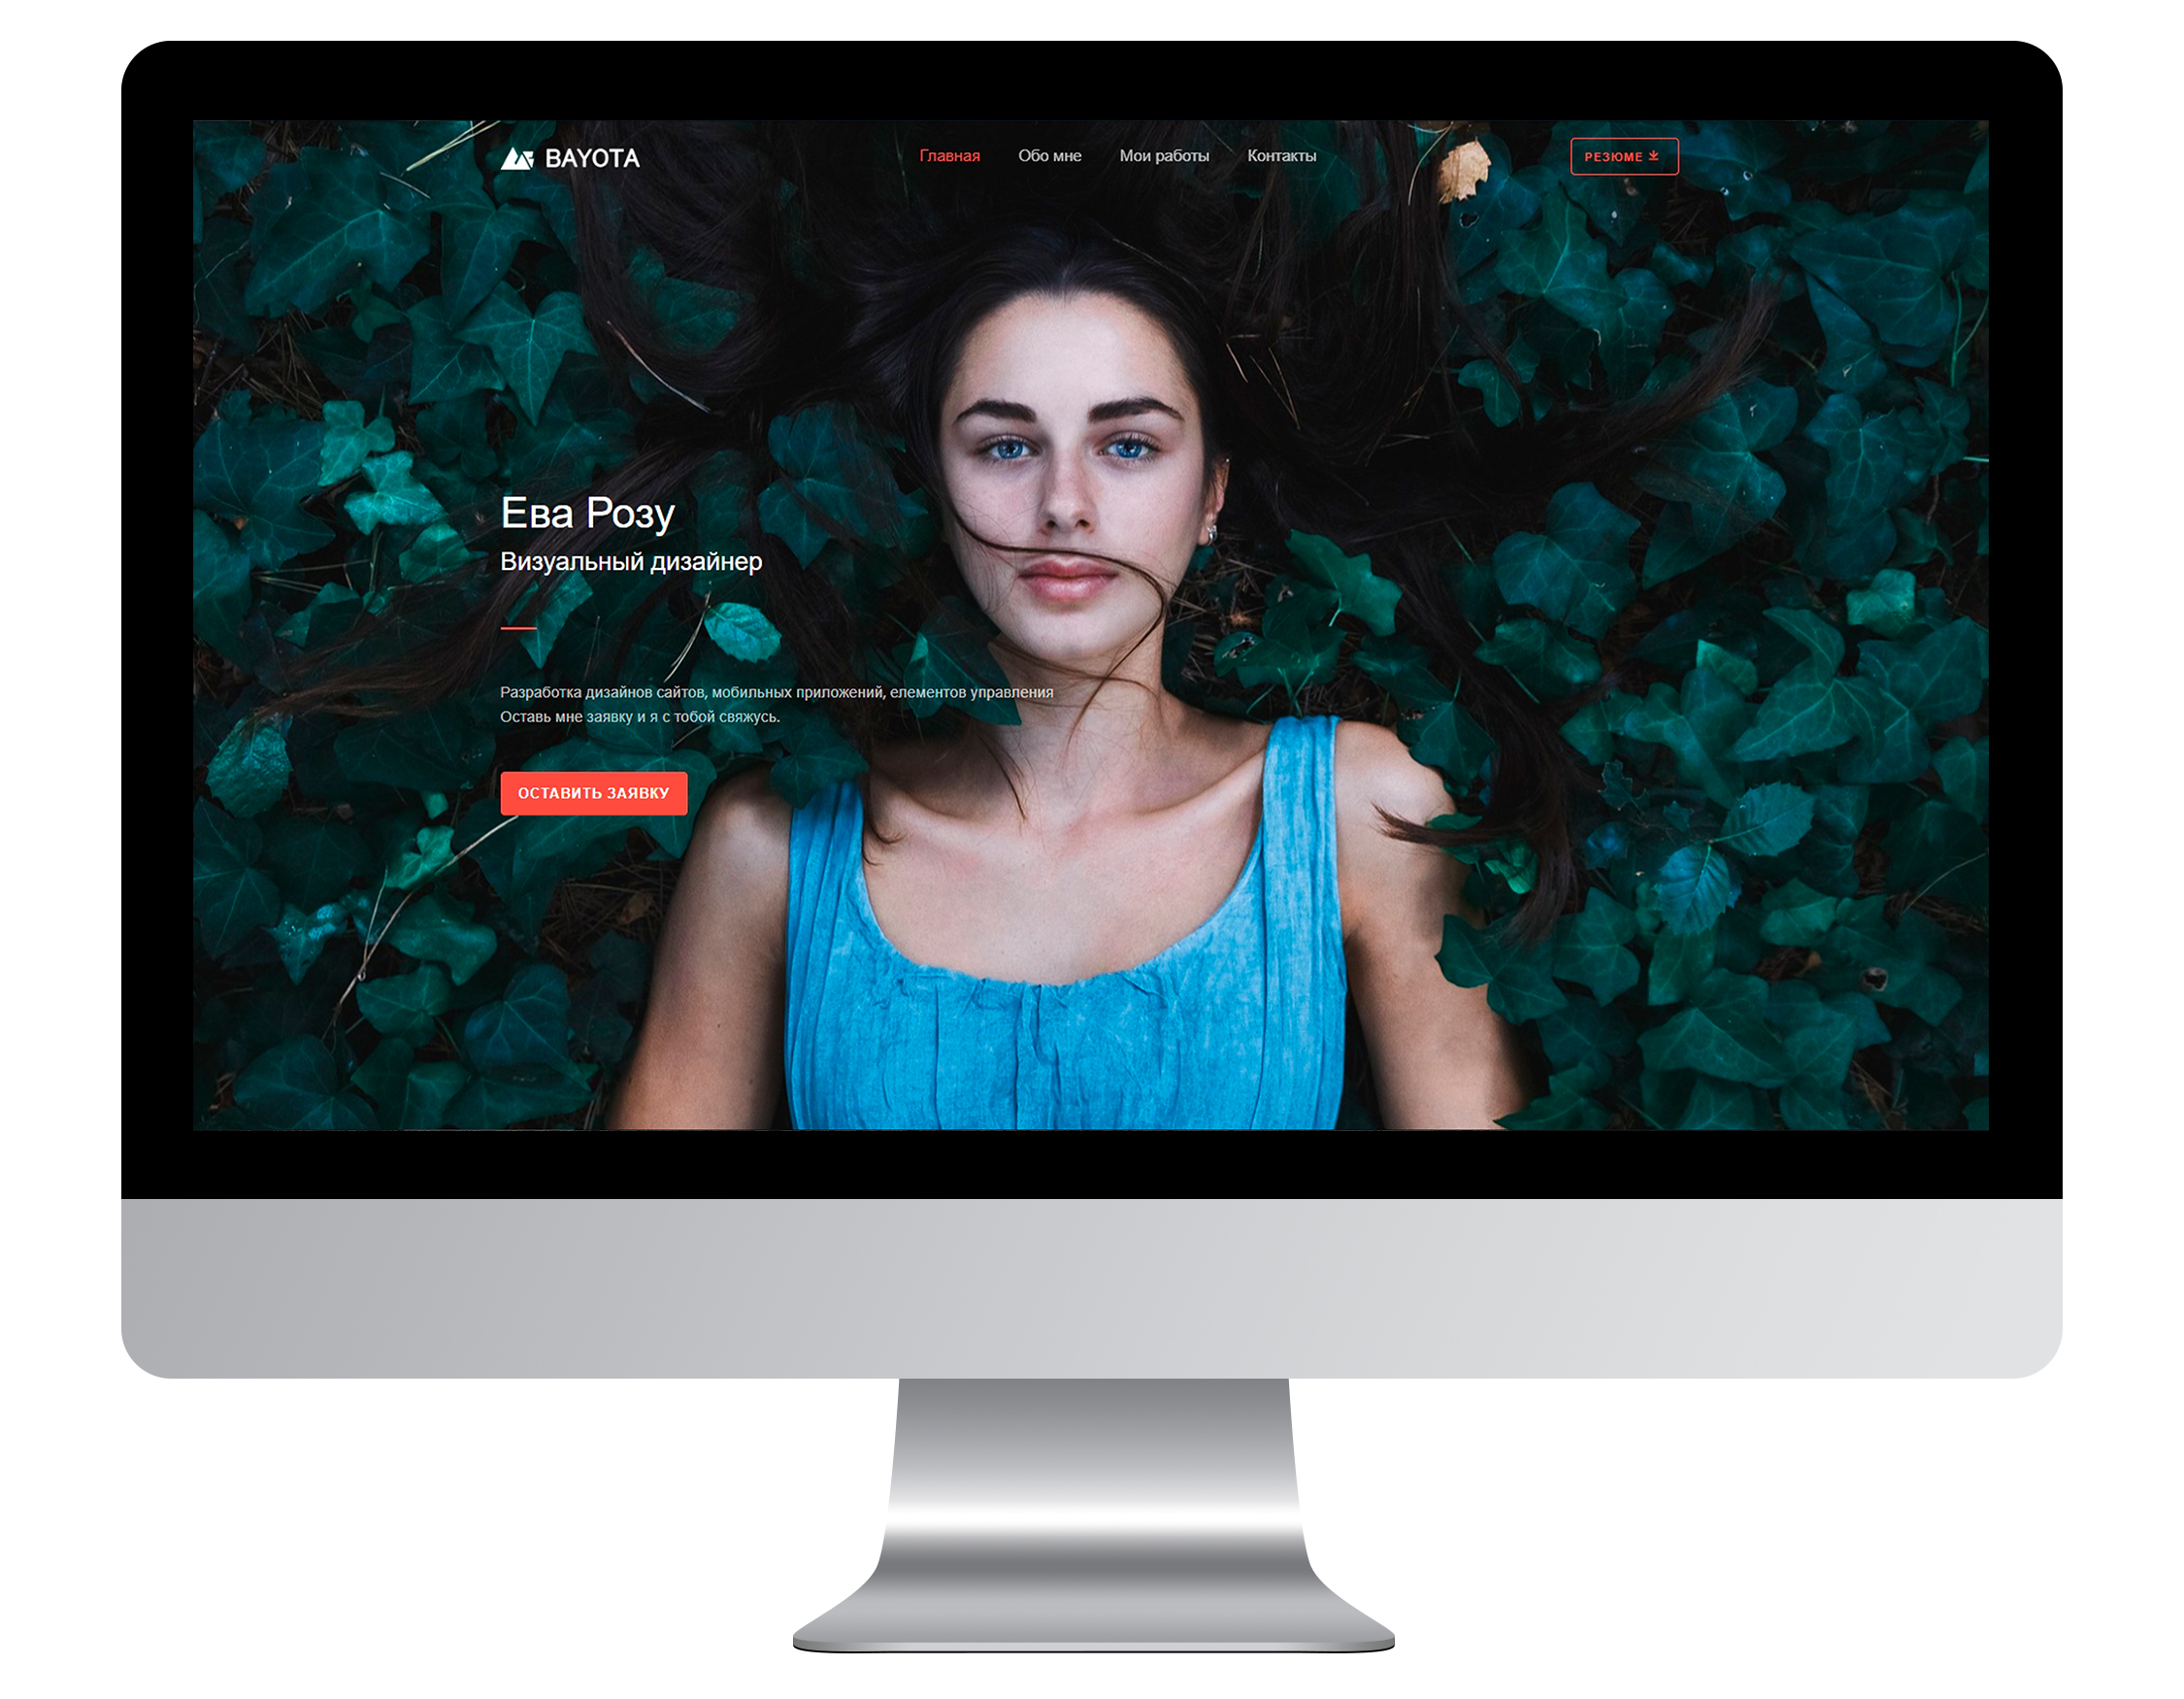 BAYOTA
Главная Обо мне Мои работы Контакты
РЕЗЮМЕ
Ева Розу
Визуальный дизайнер
Разработка дизайнов сайтов, мобильных приложений, елементов управления
Оставь мне заявку и я с тобой свяжусь.
ОСТАВИТЬ ЗАЯВКУ